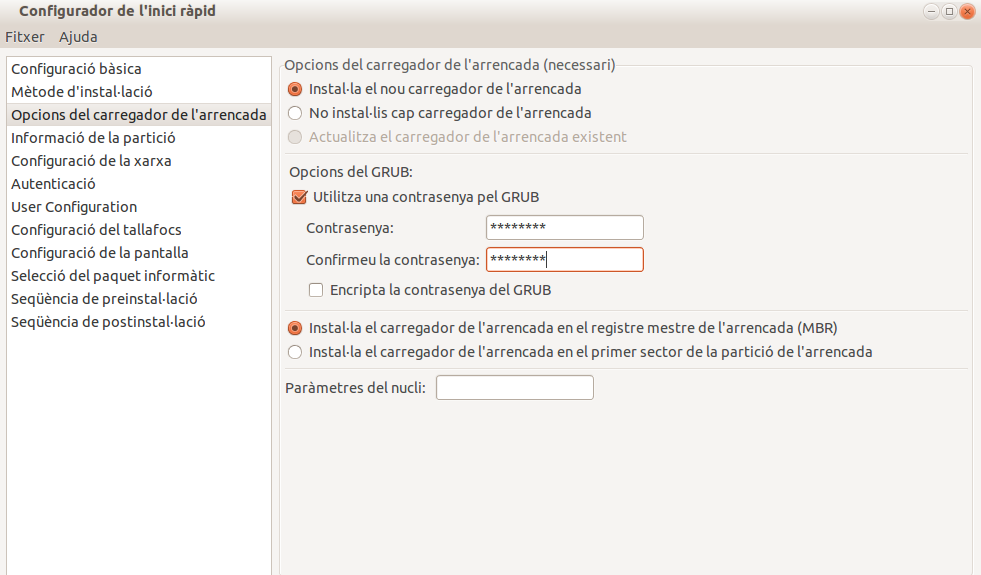 Configurador de l'inici ràpid
Fitxer Ajuda
Configuració bàsica
Mètode d'instal·lació
Opcions del carregador de l'arrencada
Informació de la partició
Configuració de la xarxa
Autenticació
User Configuration
Configuració del tallafocs
Configuració de la pantalla
Selecció del paquet informàtic
Seqüència de preinstal·lació
Seqüència de postinstal·lació
Opcions del carregador de l'arrencada (necessari)
Instal·la el nou carregador de l'arrencada
No instal·lis cap carregador de l'arrencada
Actualitza el carregador de l'arrencada existent
Opcions del GRUB:
Utilitza una contrasenya pel GRUB
Contrasenya: ********
Confirmeu la contrasenya: ********
Encripta la contrasenya del GRUB
Instal·la el carregador de l'arrencada en el registre mestre de l'arrencada (MBR)
Instal·la el carregador de l'arrencada en el primer sector de la partició de l'arrencada
Paràmetres del nucli: